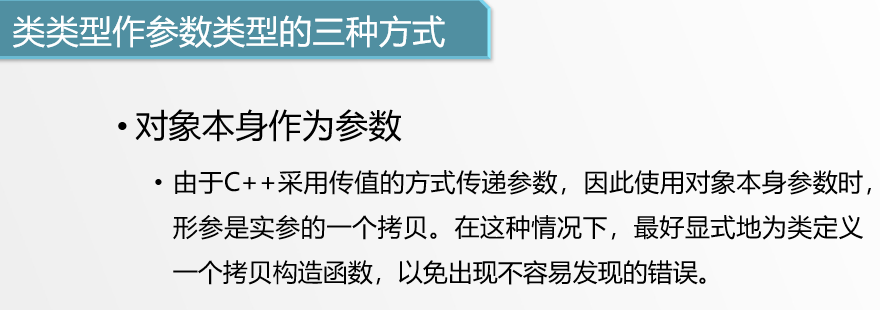 类类型作参数类型的三种方式
• 对象本身作为参数
• 由于C++采用传值的方式传递参数，因此使用对象本身参数时，
形参是实参的一个拷贝。在这种情况下，最好显式地为类定义
一个拷贝构造函数，以免出现不容易发现的错误。